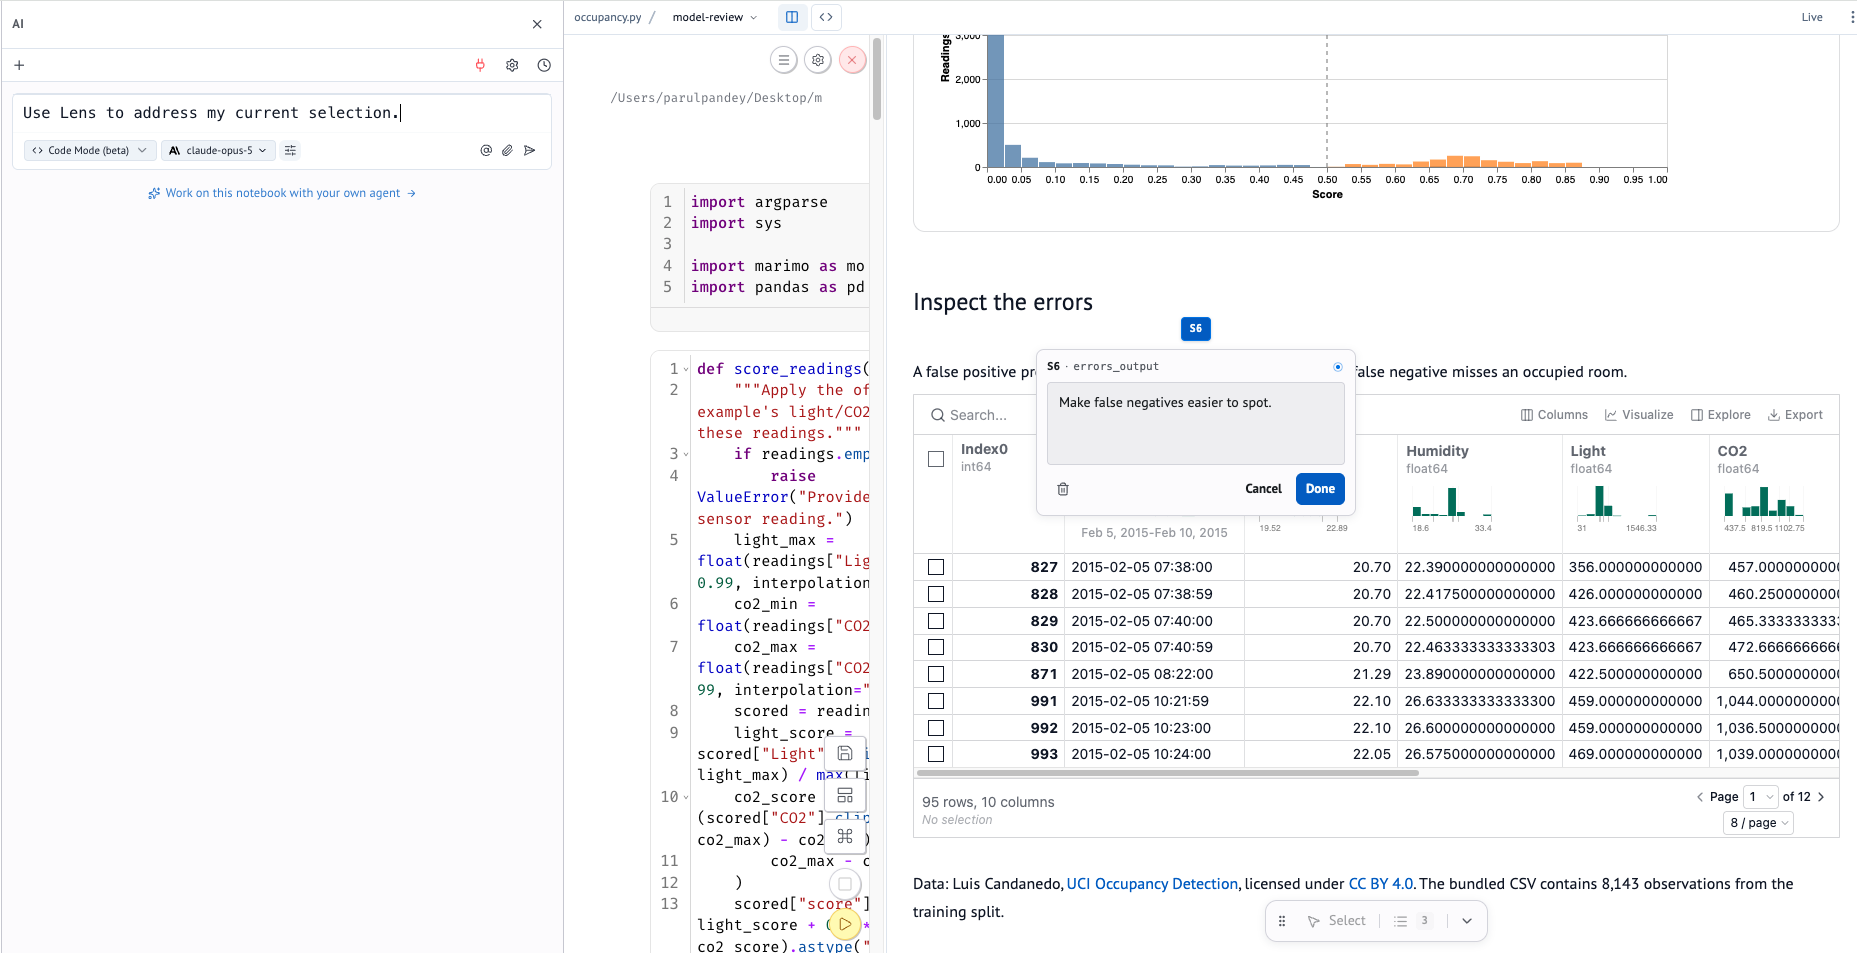 AI
Use Lens to address my current selection.
Code Mode (beta)
claude-opus-5
Work on this notebook with your own agent →
occupancy.py / model-review
Live
/Users/parulpandey/Desktop/m
1 import argparse
2 import sys
3
4 import marimo as mo
5 import pandas as pd
1 def score_readings(
2 """Apply the of
example's light/CO2
these readings."""
3 if readings.emp
4 raise
ValueError("Provide
sensor reading.")
5 light_max =
float(readings["Lig
0.99, interpolation
6 co2_min =
float(readings["CO2
7 co2_max =
float(readings["CO2
99, interpolation="
8 scored = readin
9 light_score =
scored["Light"
light_max) / max(li
10 co2_score
(scored["CO2"].clip
co2_max) - co2
11 co2_max - c
12 )
13 scored["score"]
light_score + (
co2_score).astype("
Readings
3,000
2,000
1,000
0
0.00 0.05 0.10 0.15 0.20 0.25 0.30 0.35 0.40 0.45 0.50 0.55 0.60 0.65 0.70 0.75 0.80 0.85 0.90 0.95 1.00
Score
Inspect the errors
S6
A false positive pr
alse negative misses an occupied room.
S6 · errors_output
Make false negatives easier to spot.
Cancel
Done
Search...
Columns
Visualize
Explore
Export
Index0
int64
Feb 5, 2015-Feb 10, 2015
19.52 22.89
Humidity
float64
18.6 33.4
Light
float64
31 1546.33
CO2
float64
437.5 819.5 1102.75
827 2015-02-05 07:38:00 20.70 22.390000000000000 356.000000000000 457.0000000000
828 2015-02-05 07:38:59 20.70 22.417500000000000 426.000000000000 460.2500000000
829 2015-02-05 07:40:00 20.70 22.500000000000000 423.666666666667 465.3333333333
830 2015-02-05 07:40:59 20.70 22.463333333333303 423.666666666667 472.6666666666
871 2015-02-05 08:22:00 21.29 23.890000000000000 422.500000000000 650.5000000000
991 2015-02-05 10:21:59 22.10 26.633333333333300 459.000000000000 1,044.0000000000
992 2015-02-05 10:23:00 22.10 26.600000000000000 459.000000000000 1,036.5000000000
993 2015-02-05 10:24:00 22.05 26.575000000000000 469.000000000000 1,039.0000000000
95 rows, 10 columns
No selection
Page 1 of 12
8 / page
Data: Luis Candanedo, UCI Occupancy Detection, licensed under CC BY 4.0. The bundled CSV contains 8,143 observations from the
training split.
Select
3